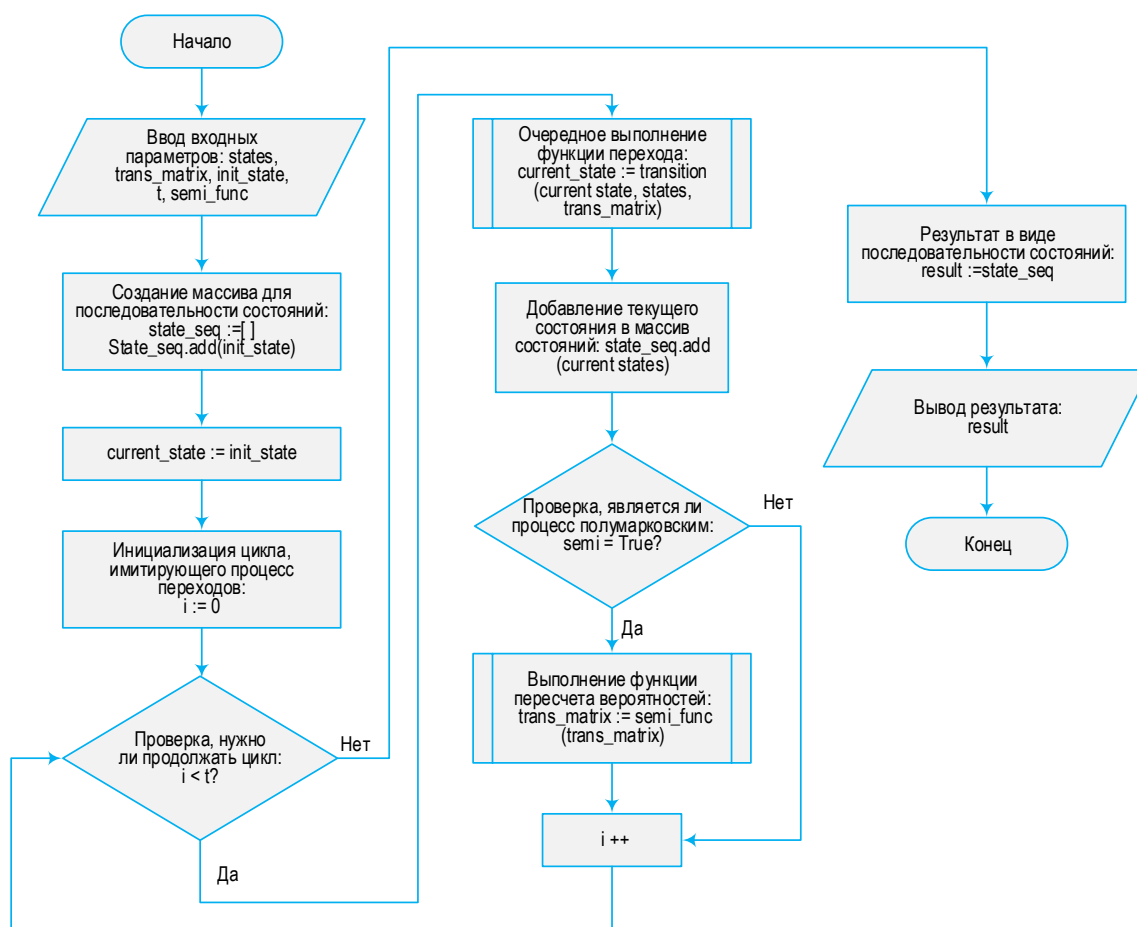 Начало
Ввод входных
параметров: states,
trans_matrix, init_state,
t, semi_func
Создание массива для
последовательности состояний:
state_seq :=[ ]
State_seq.add(init_state)
current_state := init_state
Инициализация цикла,
имитирующего процесс
переходов:
i := 0
Проверка, нужно
ли продолжать цикл:
i < t?
Нет
Да
Очередное выполнение
функции перехода:
current_state := transition
(current state, states,
trans_matrix)
Добавление текущего
состояния в массив
состояний: state_seq.add
(current states)
Проверка, является ли
процесс полумарковским:
semi = True?
Нет
Да
Выполнение функции
пересчета вероятностей:
trans_matrix := semi_func
(trans_matrix)
i ++
Результат в виде
последовательности состояний:
result :=state_seq
Вывод результата:
result
Конец